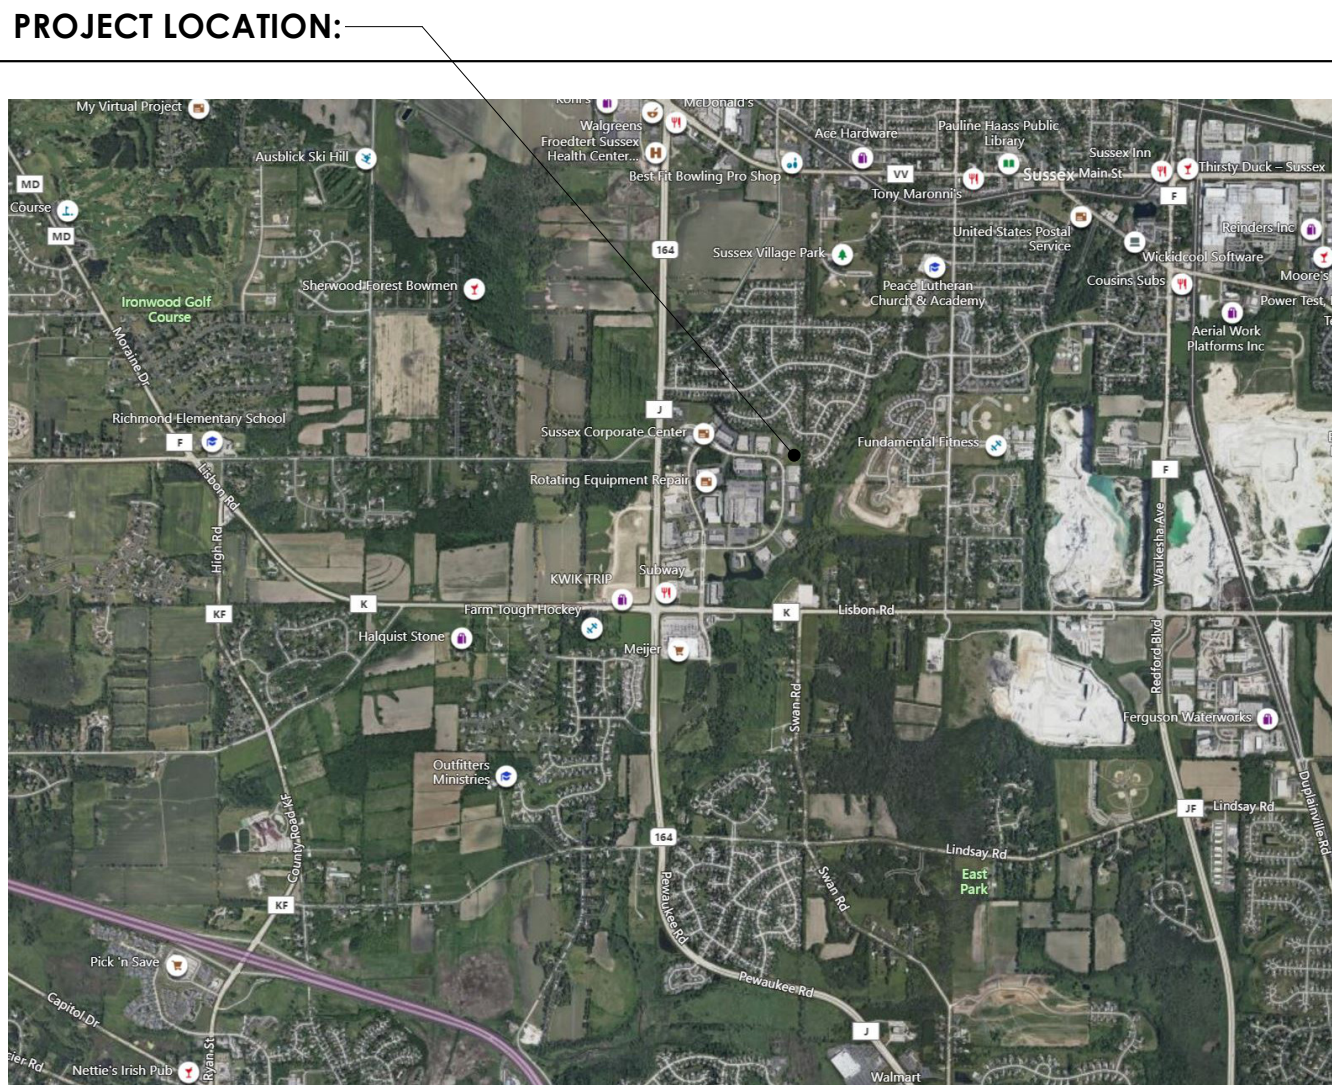 PROJECT LOCATION:
My Virtual Project
Kohl's
McDonald's
Walgreens
Froedtert Sussex
Health Center...
Best Fit Bowling Pro Shop
Ace Hardware
Pauline Haass Public
Library
Sussex Inn
Thirsty Duck – Sussex
Ausblick Ski Hill
VV
Sussex
Main St
Tony Maronni's
F
MD
Course
MD
United States Postal
Service
Reinders Inc
Wickidcool Software
Moore's
164
Sussex Village Park
Peace Lutheran
Church & Academy
Cousins Subs
Sherwood Forest Bowmen
Ironwood Golf
Course
Power Test,
Aerial Work
Platforms Inc
Moraine Dr
Richmond Elementary School
F
J
Sussex Corporate Center
Fundamental Fitness
F
Rotating Equipment Repair
Lisbon Rd
High Rd
Waukesha Ave
KWIK TRIP
Subway
KF
K
Farm Tough Hockey
K
Lisbon Rd
Halquist Stone
Meijer
Redford Blvd
Swan Rd
Ferguson Waterworks
Outfitters
Ministries
County Road KF
JF
Lindsay Rd
Duplainville Rd
164
Lindsay Rd
East
Park
Swan Rd
KF
Pewaukee Rd
Pick 'n Save
Pewaukee Rd
Capitol Dr
J
Ryan St
Nettie's Irish Pub
Walmart